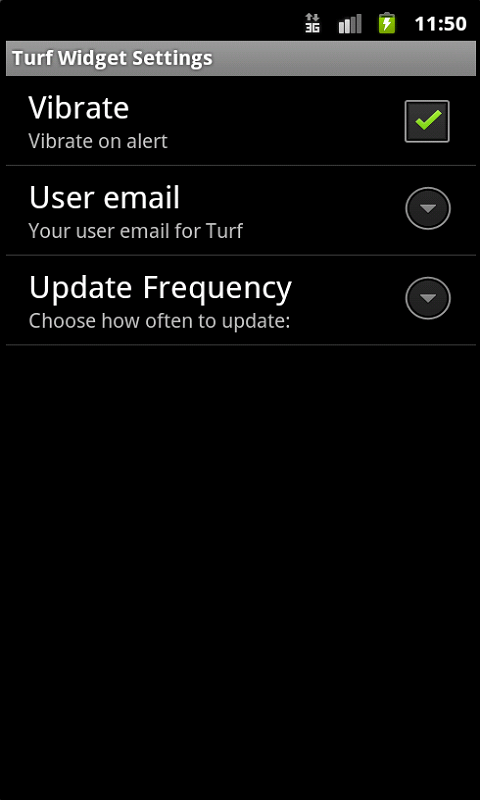 3G 11:50
Turf Widget Settings
Vibrate
Vibrate on alert
User email
Your user email for Turf
Update Frequency
Choose how often to update: